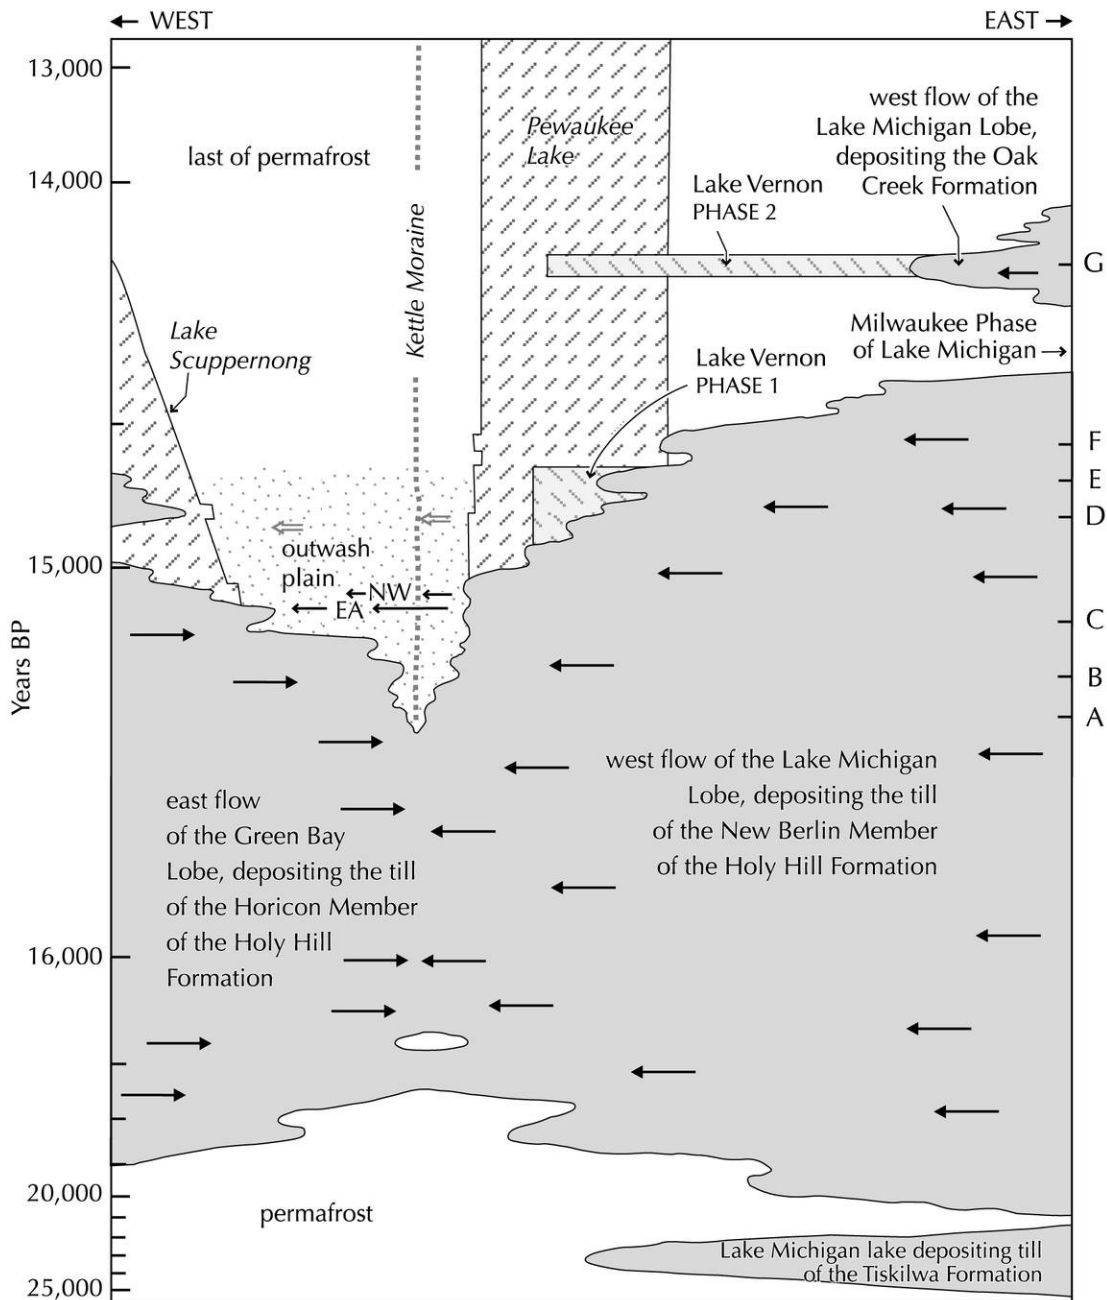 WEST
EAST
13,000
14,000
15,000
16,000
20,000
25,000
Years BP
last of permafrost
Kettle Moraine
Pewaukee
Lake
west flow of the
Lake Michigan Lobe,
depositing the Oak
Creek Formation
Lake Vernon
PHASE 2
G
Lake
Scuppernong
Milwaukee Phase
of Lake Michigan
Lake Vernon
PHASE 1
F
E
D
C
B
A
outwash
plain
NW
EA
east flow
of the Green Bay
Lobe, depositing the till
of the Horicon Member
of the Holy Hill
Formation
west flow of the Lake Michigan
Lobe, depositing the till
of the New Berlin Member
of the Holy Hill Formation
permafrost
Lake Michigan lake depositing till
of the Tiskilwa Formation